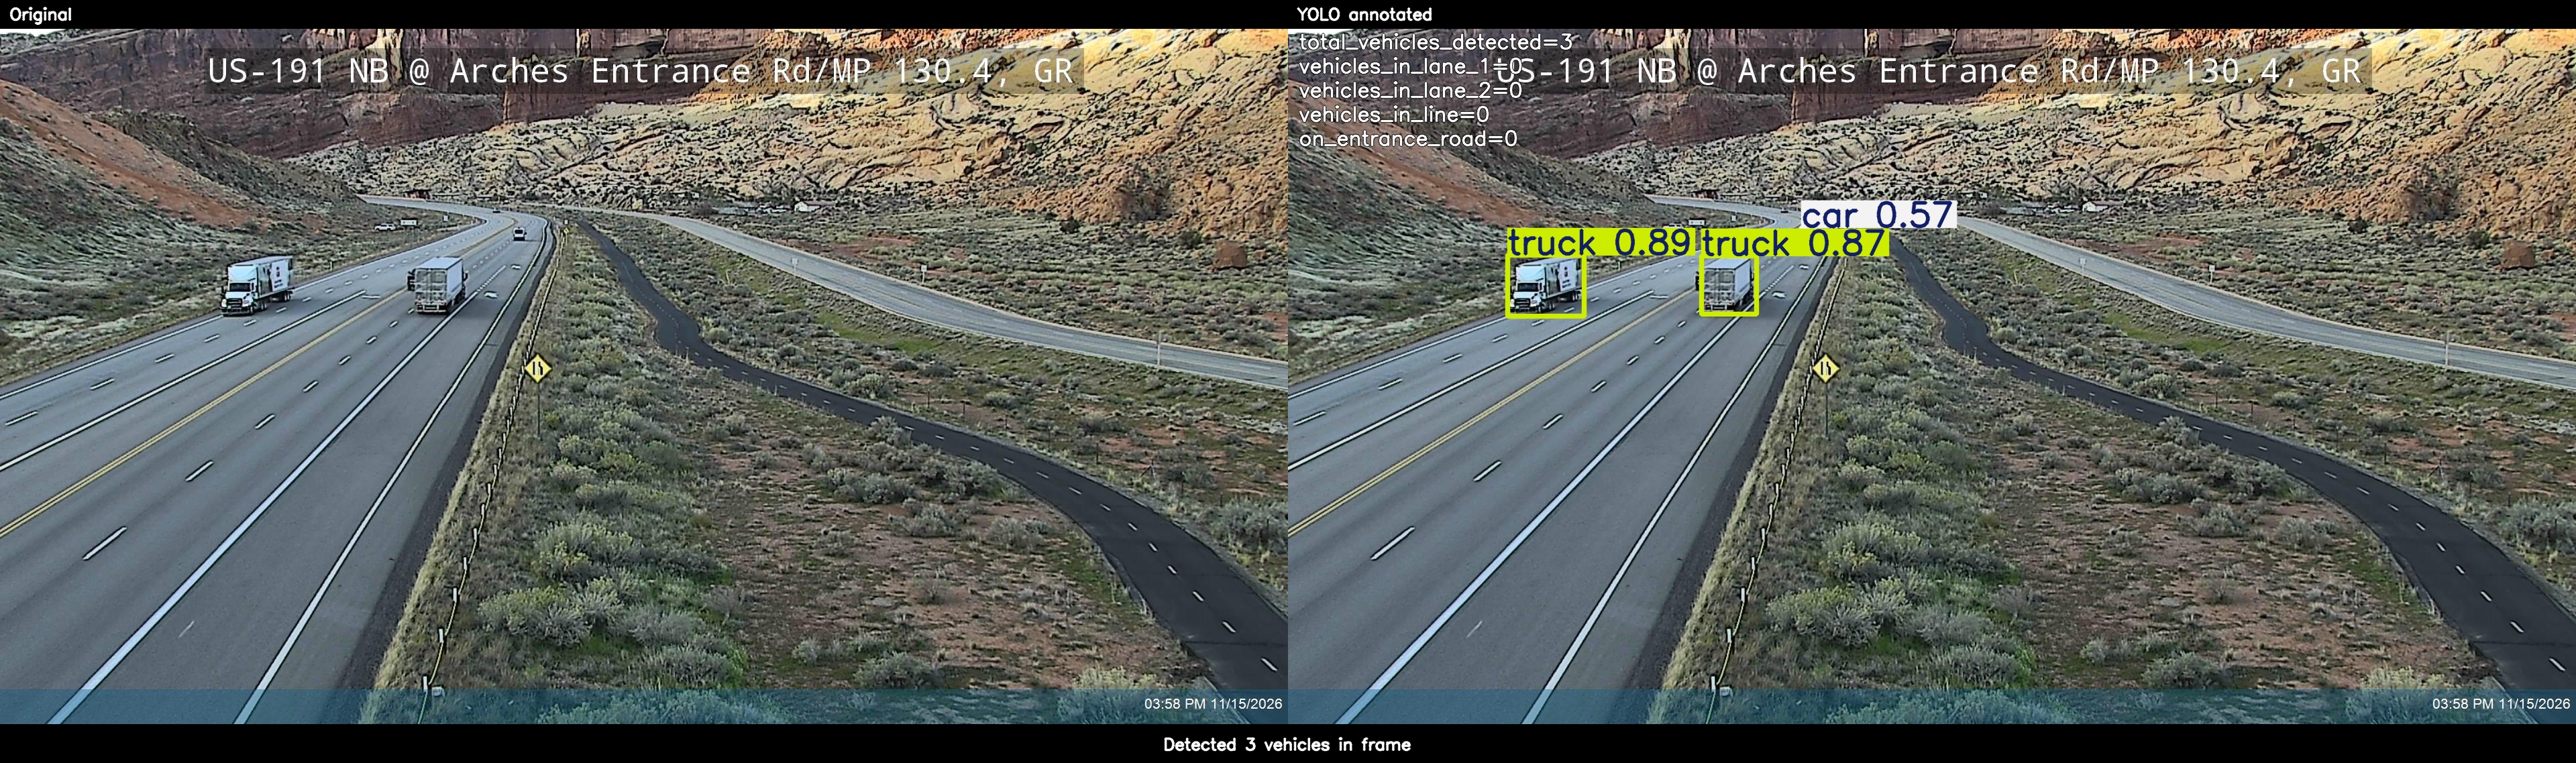 Original
US-191 NB @ Arches Entrance Rd/MP 130.4, GR
03:58 PM 11/15/2026
YOLO annotated
total_vehicles_detected=3
vehicles_in_lane_1=0
US-191 NB @ Arches Entrance Rd/MP 130.4, GR
vehicles_in_lane_2=0
vehicles_in_line=0
on_entrance_road=0
car 0.57
truck 0.89
truck 0.87
03:58 PM 11/15/2026
Detected 3 vehicles in frame